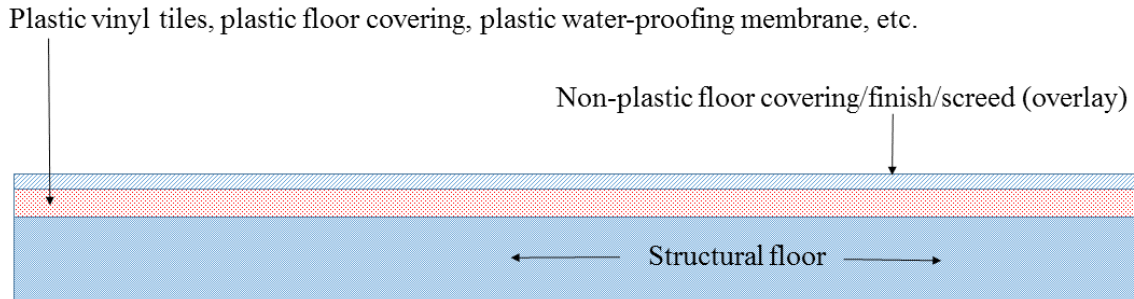 Plastic vinyl tiles, plastic floor covering, plastic water-proofing membrane, etc.
Non-plastic floor covering/finish/screed (overlay)
Structural floor